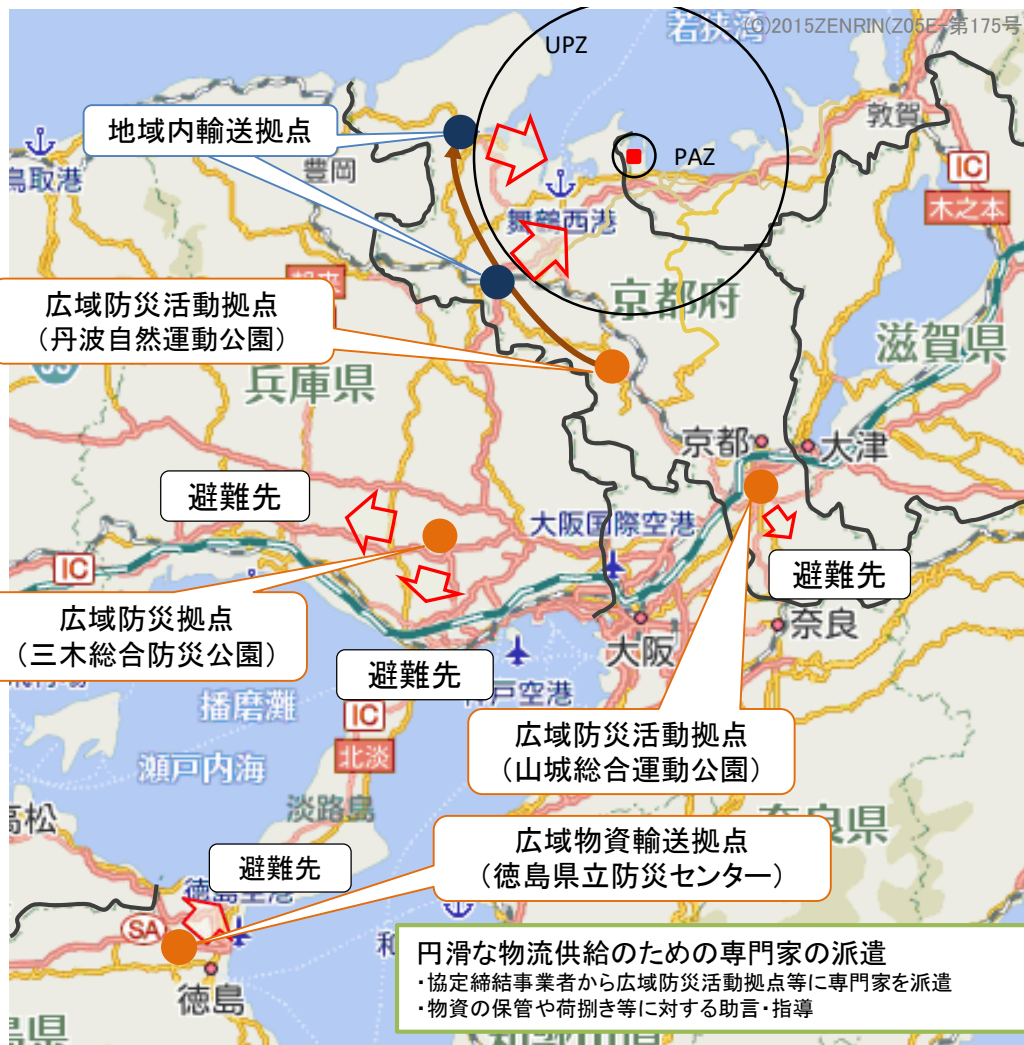 (C)2015ZENRIN(Z05E-第175号
若狭湾
UPZ
敦賀
地域内輸送拠点
PAZ
豊岡
IC
鳥取港
木之本
舞鶴西港
広域防災活動拠点
(丹波自然運動公園)
京都府
滋賀県
兵庫県
京都
大津
避難先
大阪国際空港
IC
避難先
広域防災拠点
(三木総合防災公園)
奈良
大阪
避難先
神戸空港
播磨灘
IC
広域防災活動拠点
(山城総合運動公園)
北淡
瀬戸内海
淡路島
高松
奈良県
広域物資輸送拠点
(徳島県立防災センター)
避難先
徳島空港
SA
円滑な物流供給のための専門家の派遣
・協定締結事業者から広域防災活動拠点等に専門家を派遣
・物資の保管や荷捌き等に対する助言・指導
徳島